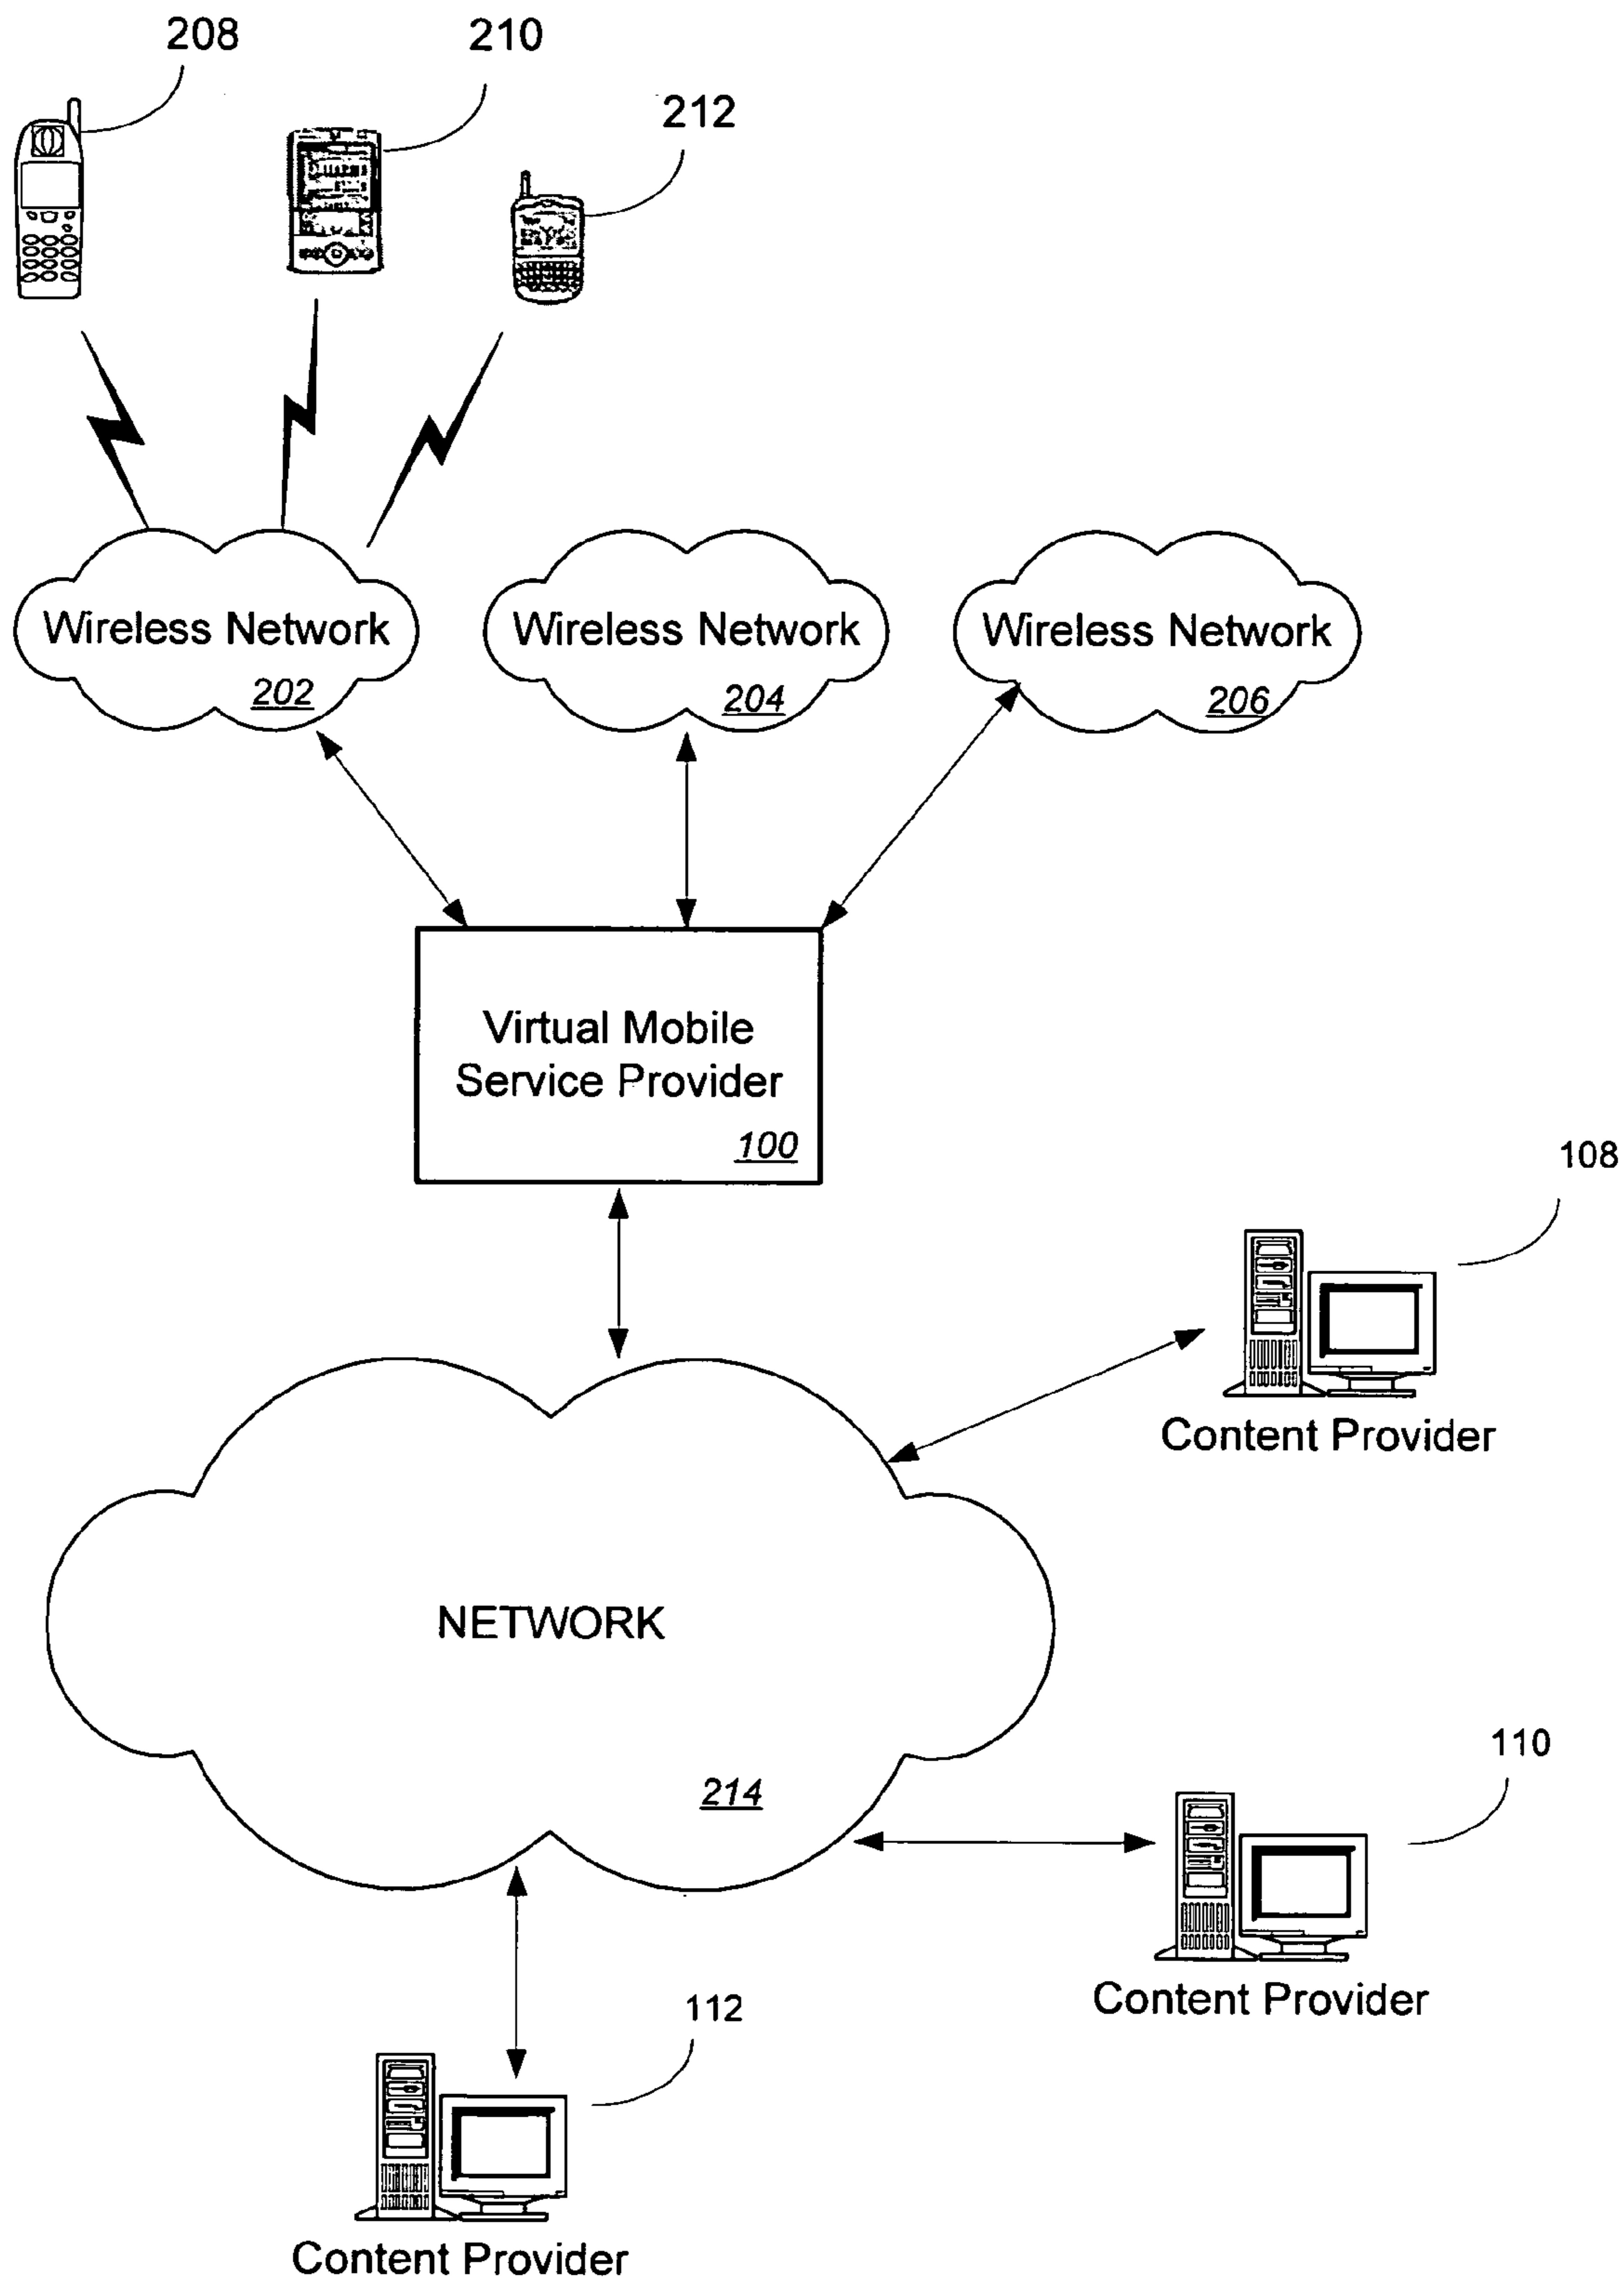 208
210
212
Wireless Network
202
Wireless Network
204
Wireless Network
206
Virtual Mobile
Service Provider
100
108
Content Provider
NETWORK
214
110
Content Provider
112
Content Provider